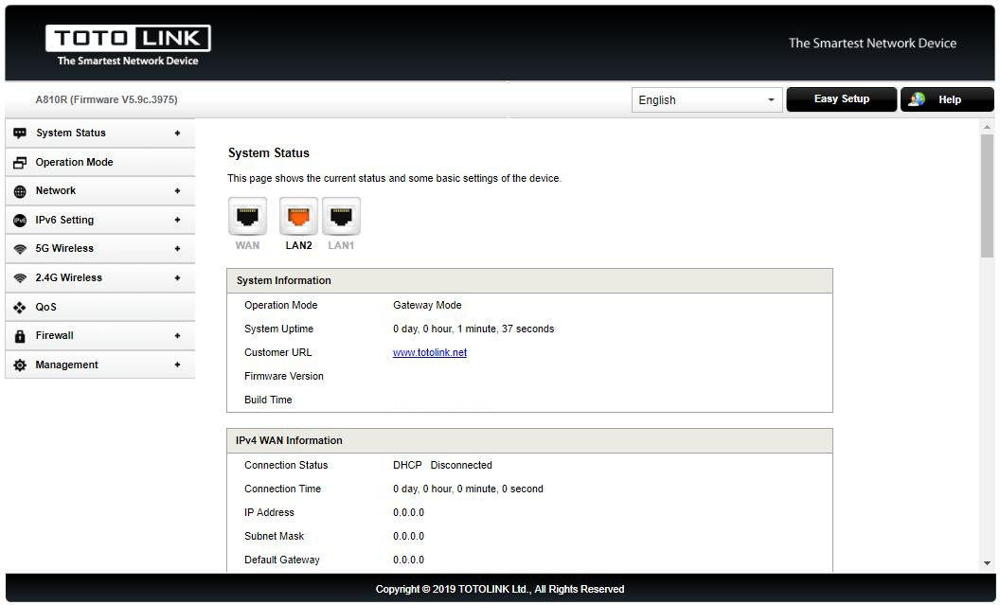 TOTO LINK
The Smartest Network Device
The Smartest Network Device
A810R (Firmware V5.9c.3975)
English
Easy Setup
Help
System Status +
Operation Mode
Network +
IPv6 IPv6 Setting +
5G Wireless +
2.4G Wireless +
QoS
Firewall +
Management +
System Status
This page shows the current status and some basic settings of the device.
WAN LAN2 LAN1
System Information
Operation Mode Gateway Mode
System Uptime 0 day, 0 hour, 1 minute, 37 seconds
Customer URL www.totolink.net
Firmware Version
Build Time
IPv4 WAN Information
Connection Status DHCP Disconnected
Connection Time 0 day, 0 hour, 0 minute, 0 second
IP Address 0.0.0.0
Subnet Mask 0.0.0.0
Default Gateway 0.0.0.0
Copyright © 2019 TOTOLINK Ltd., All Rights Reserved